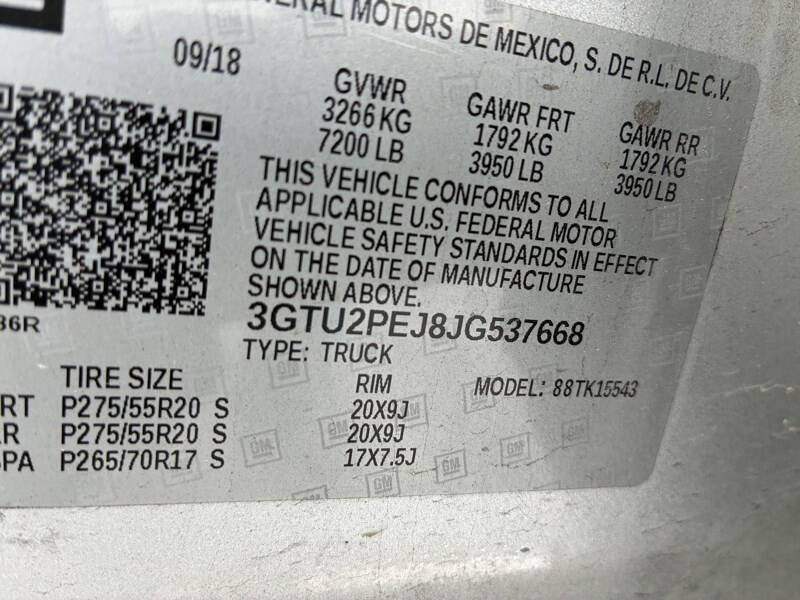 ERAL MOTORS DE MEXICO, S. DE R.L. DE C.V.
09/18
GVWR GAWR FRT GAWR RR
3266 KG 1792 KG 1792 KG
7200 LB 3950 LB 3950 LB
THIS VEHICLE CONFORMS TO ALL
APPLICABLE U.S. FEDERAL MOTOR
VEHICLE SAFETY STANDARDS IN EFFECT
ON THE DATE OF MANUFACTURE
SHOWN ABOVE.
36R
3GTU2PEJ8JG537668
TYPE: TRUCK
TIRE SIZE RIM MODEL: 88TK15543
RT P275/55R20 S 20X9J
R P275/55R20 S 20X9J
SPA P265/70R17 S 17X7.5J